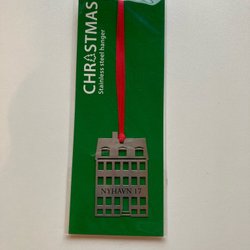 CHRISTMAS
Stainless steel hanger
NYHAVN 17